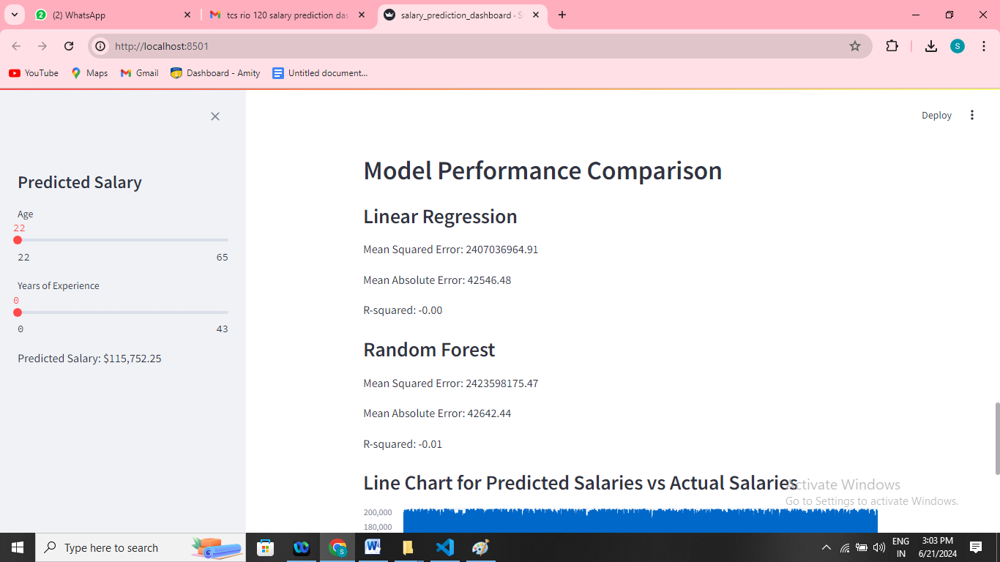 (2) WhatsApp
tcs rio 120 salary prediction das
salary_prediction_dashboard · S
http://localhost:8501
S
YouTube
Maps
Gmail
Dashboard - Amity
Untitled document...
Deploy
Predicted Salary
Age
22
22 65
Years of Experience
0
0 43
Predicted Salary: $115,752.25
Model Performance Comparison
Linear Regression
Mean Squared Error: 2407036964.91
Mean Absolute Error: 42546.48
R-squared: -0.00
Random Forest
Mean Squared Error: 2423598175.47
Mean Absolute Error: 42642.44
R-squared: -0.01
Line Chart for Predicted Salaries vs Actual Salaries
200,000
180,000
Activate Windows
Go to Settings to activate Windows.
Type here to search
ENG
IN
3:03 PM
6/21/2024